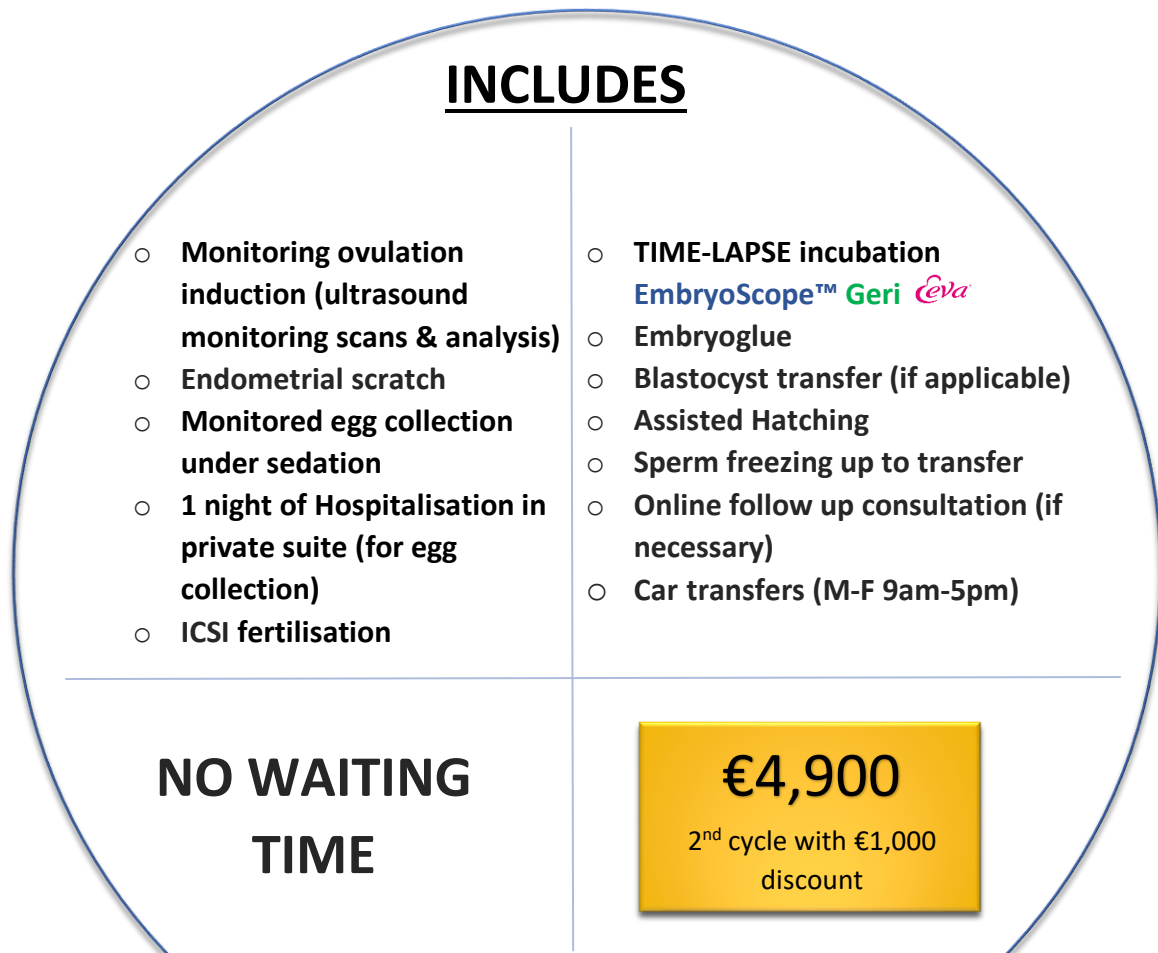 INCLUDES
○ Monitoring ovulation
induction (ultrasound
monitoring scans & analysis)
○ Endometrial scratch
○ Monitored egg collection
under sedation
○ 1 night of Hospitalisation in
private suite (for egg
collection)
○ ICSI fertilisation
○ TIME-LAPSE incubation
EmbryoScope™ Geri eeva
○ Embryoglue
○ Blastocyst transfer (if applicable)
○ Assisted Hatching
○ Sperm freezing up to transfer
○ Online follow up consultation (if
necessary)
○ Car transfers (M-F 9am-5pm)
NO WAITING
TIME
€4,900
2nd cycle with €1,000
discount